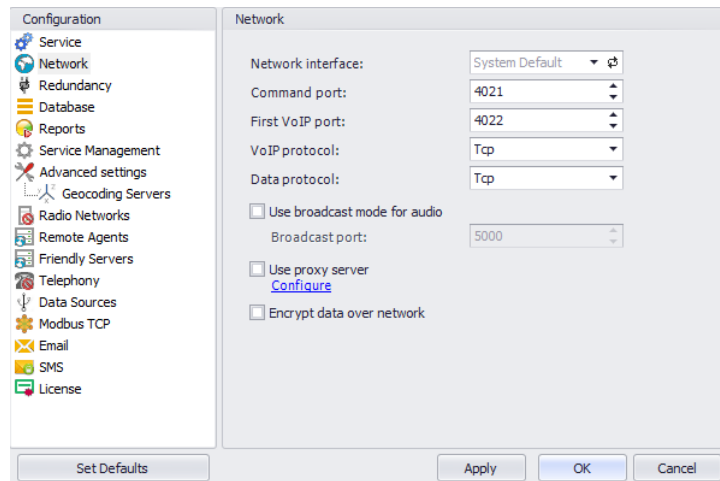 Configuration
Service
Network
Redundancy
Database
Reports
Service Management
Advanced settings
Geocoding Servers
Radio Networks
Remote Agents
Friendly Servers
Telephony
Data Sources
Modbus TCP
Email
SMS
License
Set Defaults
Network
Network interface: System Default
Command port: 4021
First VoIP port: 4022
VoIP protocol: Tcp
Data protocol: Tcp
Use broadcast mode for audio
Broadcast port: 5000
Use proxy server
Configure
Encrypt data over network
Apply OK Cancel